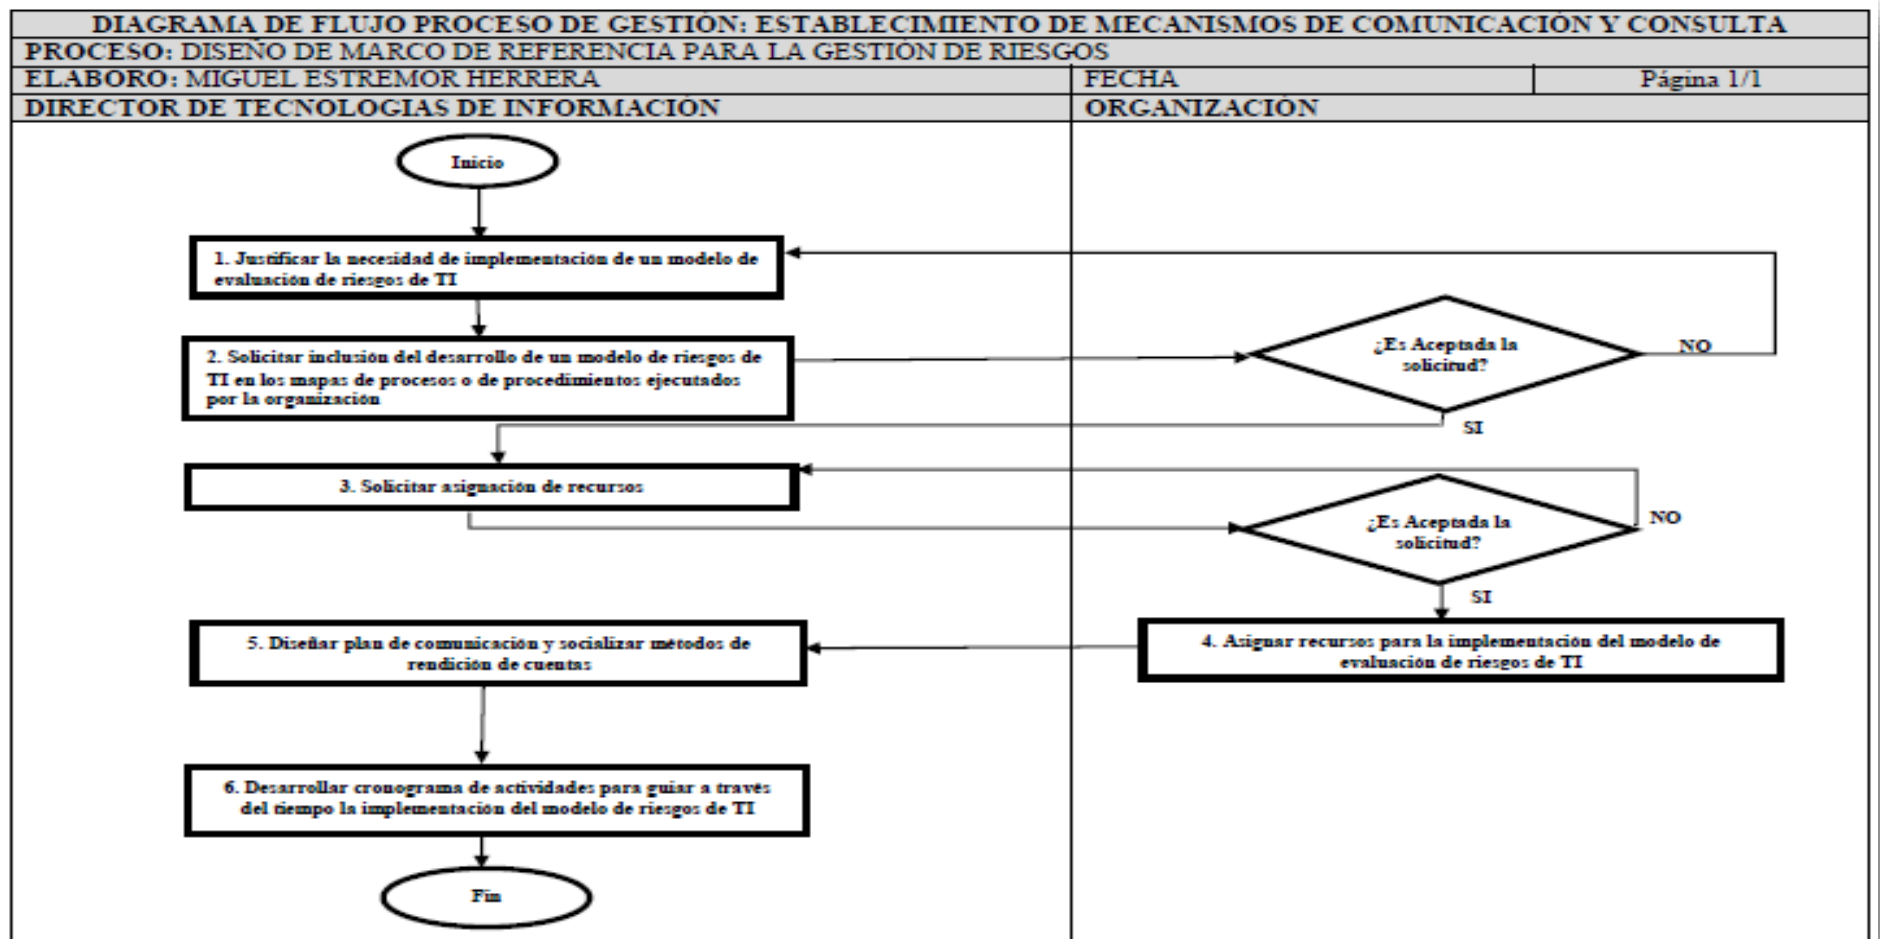 DIAGRAMA DE FLUJO PROCESO DE GESTIÓN: ESTABLECIMIENTO DE MECANISMOS DE COMUNICACIÓN Y CONSULTA
PROCESO: DISEÑO DE MARCO DE REFERENCIA PARA LA GESTIÓN DE RIESGOS
ELABORO: MIGUEL ESTREMOR HERRERA
FECHA
Página 1/1
DIRECTOR DE TECNOLOGIAS DE INFORMACIÓN
ORGANIZACIÓN
Inicio
1. Justificar la necesidad de implementación de un modelo de
evaluación de riesgos de TI
2. Solicitar inclusión del desarrollo de un modelo de riesgos de
TI en los mapas de procesos o de procedimientos ejecutados
por la organización
¿Es Aceptada la
solicitud?
NO
SI
3. Solicitar asignación de recursos
¿Es Aceptada la
solicitud?
NO
SI
4. Asignar recursos para la implementación del modelo de
evaluación de riesgos de TI
5. Diseñar plan de comunicación y socializar métodos de
rendición de cuentas
6. Desarrollar cronograma de actividades para guiar a través
del tiempo la implementación del modelo de riesgos de TI
Fin